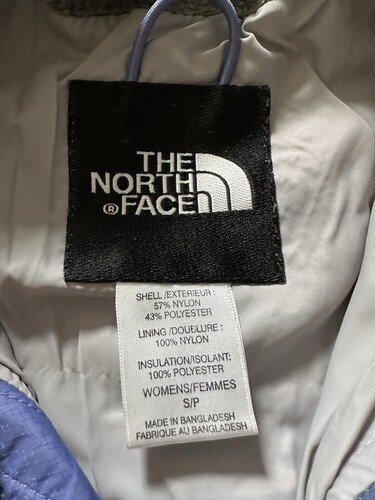 THE
NORTH
®FACE
SHELL /EXTERIEUR :
57% NYLON
43% POLYESTER
LINING /DOUBLURE :
100% NYLON
INSULATION/ISOLANT:
100% POLYESTER
WOMENS/FEMMES
S/P
MADE IN BANGLADESH
FABRIQUE AU BANGLADESH